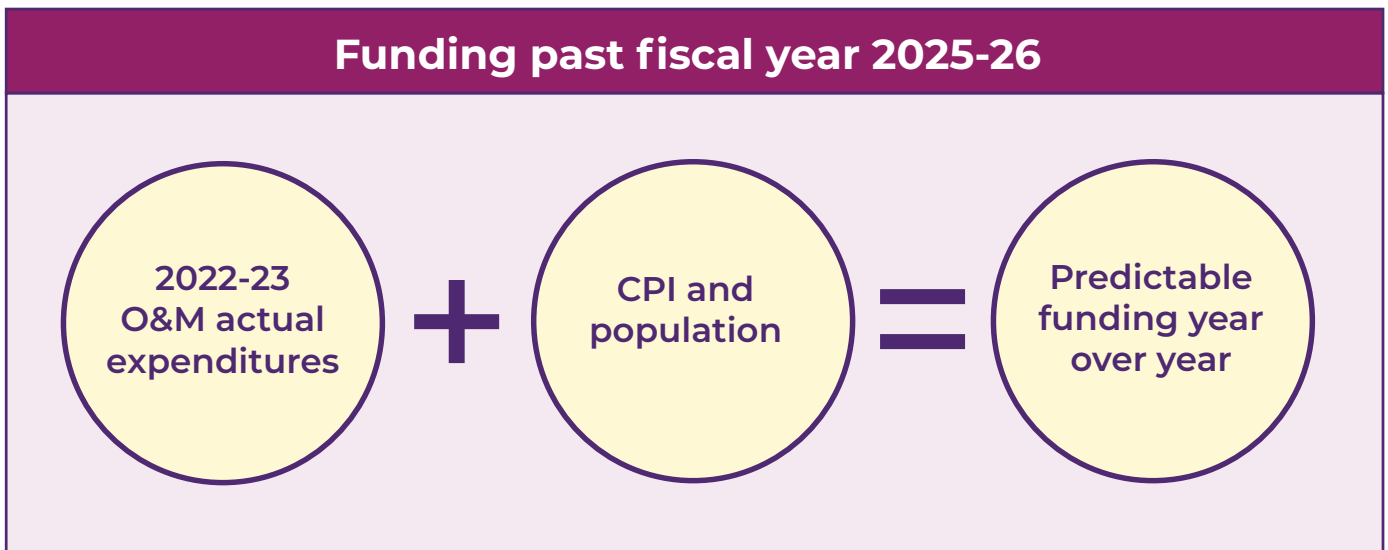 Funding past fiscal year 2025-26
2022-23
O&M actual
expenditures
+
CPI and
population
=
Predictable
funding year
over year